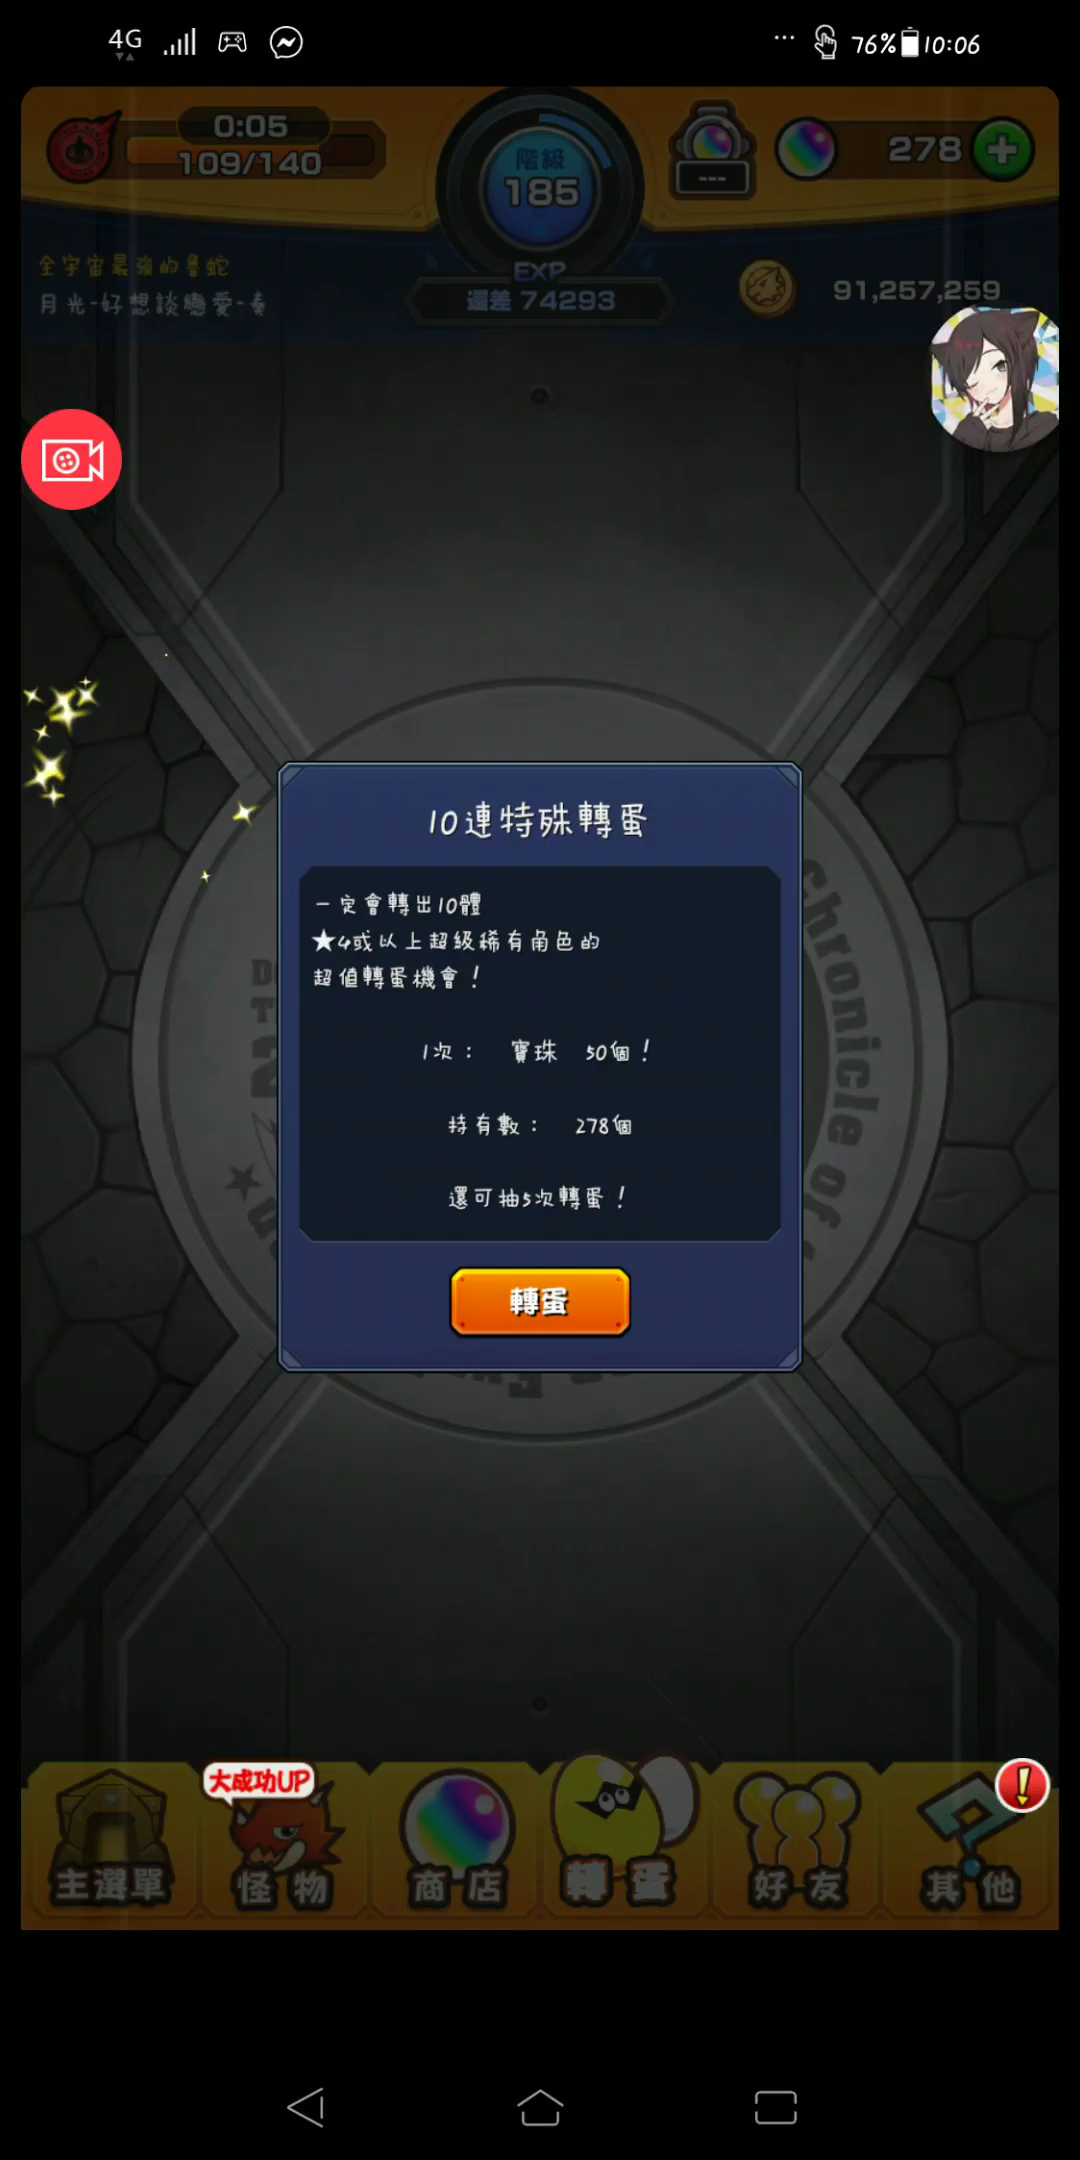 4G
76% 10:06
0:05
109/140
階級
185
---
278
全宇宙最強的魯蛇
月光-好想談戀愛-奏
EXP
還差 74293
91,257,259
10連特殊轉蛋
一定會轉出10體
★4或以上超級稀有角色的
超值轉蛋機會！
1次： 寶珠 50個！
持有數： 278個
還可抽5次轉蛋！
轉蛋
chronicle of
大成功UP
主選單
怪物
商店
轉蛋
好友
其他